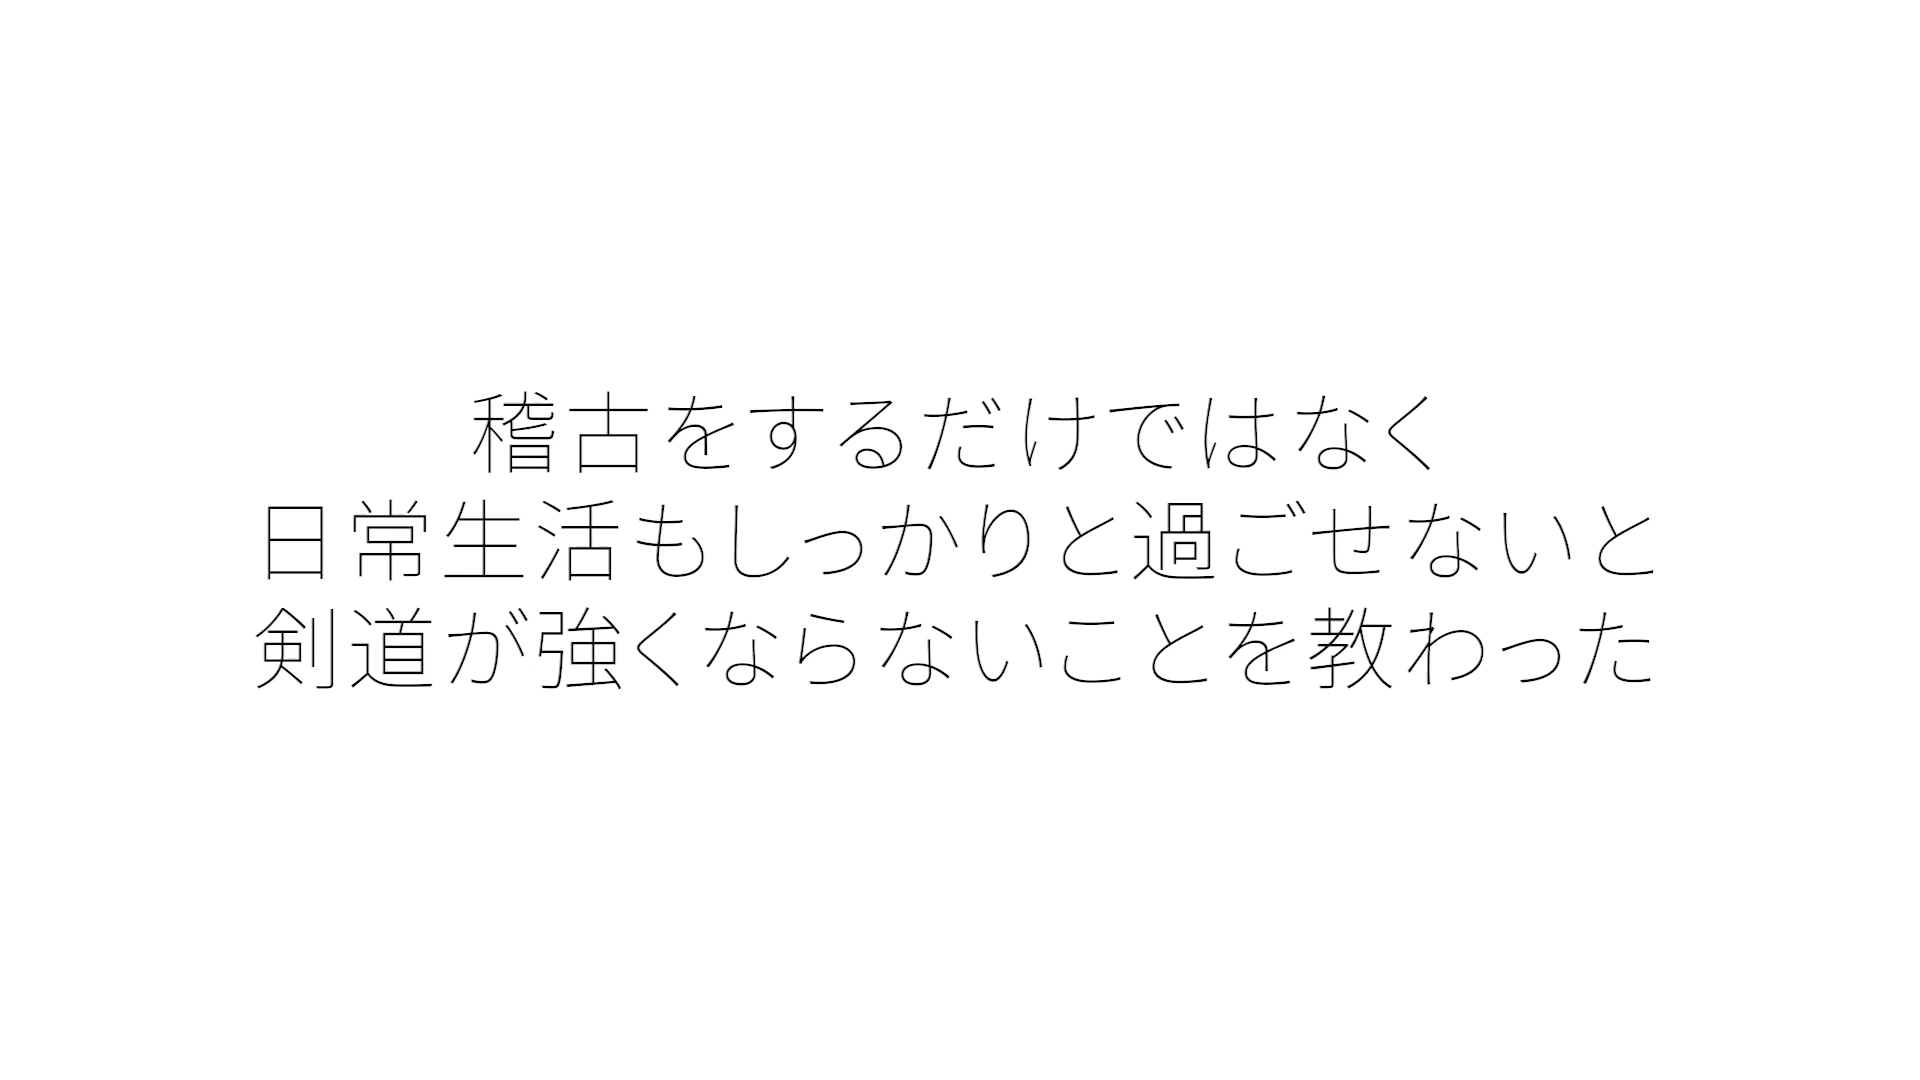 稽古をするだけではなく
日常生活もしっかりと過ごせないと
剣道が強くならないことを教わった